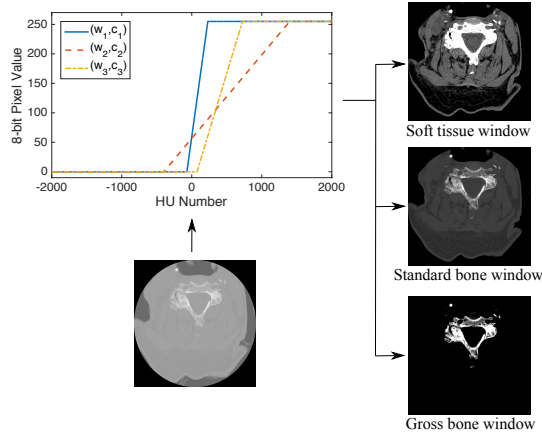 250
200
150
100
50
0
8-bit Pixel Value
(w₁,c₁)
(w₂,c₂)
(w₃,c₃)
-2000
-1000
0
1000
2000
HU Number
Soft tissue window
Standard bone window
Gross bone window